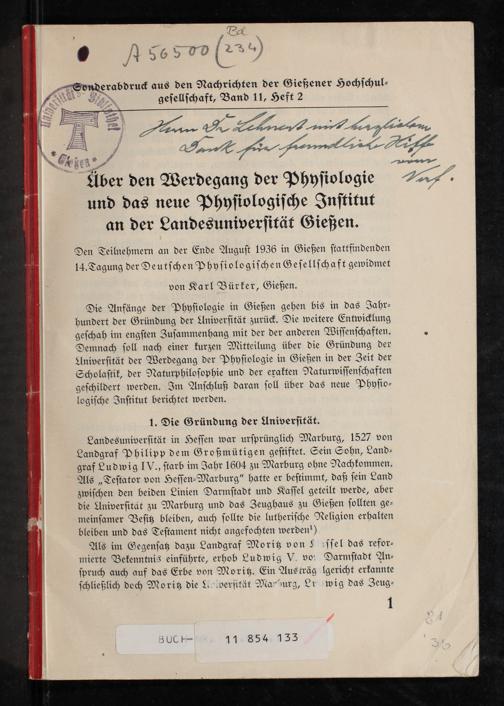 Bd
A 56500 (234)
Sonderabdruck aus den Nachrichten der Gießener Hochschul-
gesellschaft, Band 11, Heft 2
Universitäts-Bibliothek
Gießen
Herrn Dr Lehnert mit herzlichem
Dank für freundliche Hilfe
vom
Verf.
Über den Werdegang der Physiologie
und das neue Physiologische Institut
an der Landesuniversität Gießen.
Den Teilnehmern an der Ende August 1936 in Gießen stattfindenden
14. Tagung der Deutschen Physiologischen Gesellschaft gewidmet
von Karl Bürker, Gießen.
Die Anfänge der Physiologie in Gießen gehen bis in das Jahr-
hundert der Gründung der Universität zurück. Die weitere Entwicklung
geschah im engsten Zusammenhang mit der der anderen Wissenschaften.
Demnach soll nach einer kurzen Mitteilung über die Gründung der
Universität der Werdegang der Physiologie in Gießen in der Zeit der
Scholastik, der Naturphilosophie und der exakten Naturwissenschaften
geschildert werden. Im Anschluß daran soll über das neue Physio-
logische Institut berichtet werden.
1. Die Gründung der Universität.
Landesuniversität in Hessen war ursprünglich Marburg, 1527 von
Landgraf Philipp dem Großmütigen gestiftet. Sein Sohn, Land-
graf Ludwig IV., starb im Jahr 1604 zu Marburg ohne Nachkommen.
Als „Testator von Hessen-Marburg" hatte er bestimmt, daß sein Land
zwischen den beiden Linien Darmstadt und Kassel geteilt werde, aber
die Universität zu Marburg und das Zeughaus zu Gießen sollten ge-
meinsamer Besitz bleiben, auch sollte die lutherische Religion erhalten
bleiben und das Testament nicht angefochten werden¹)
Als im Gegensatz dazu Landgraf Moritz von Kassel das refor-
mierte Bekenntnis einführte, erhob Ludwig V. von Darmstadt An-
spruch auch auf das Erbe von Moritz. Ein Austrägalgericht erkannte
schließlich doch Moritz die Universität Marburg, Ludwig das Zeug-
1
BUCH-
11 854 133